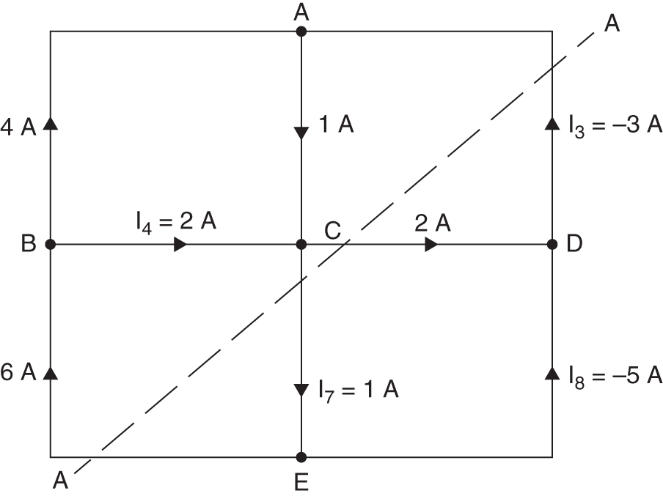 A
A
4 A
1 A
I₃ = –3 A
I₄ = 2 A
C
2 A
B
D
6 A
I₇ = 1 A
I₈ = –5 A
A
E